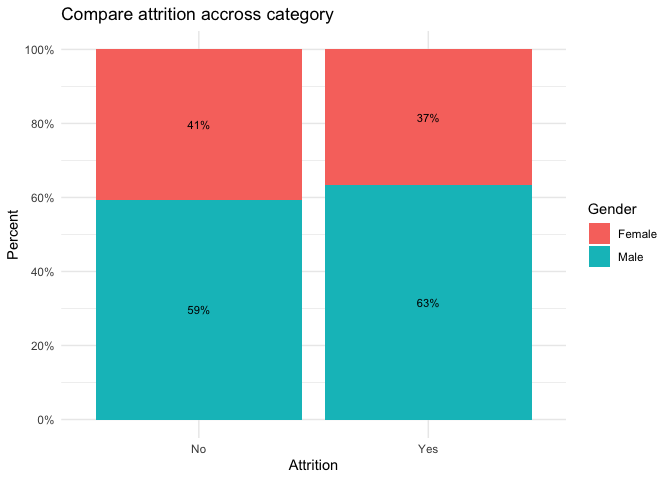 Compare attrition accross category
100%
80%
60%
40%
20%
0%
Percent
41%
37%
59%
63%
No
Yes
Attrition
Gender
Female
Male